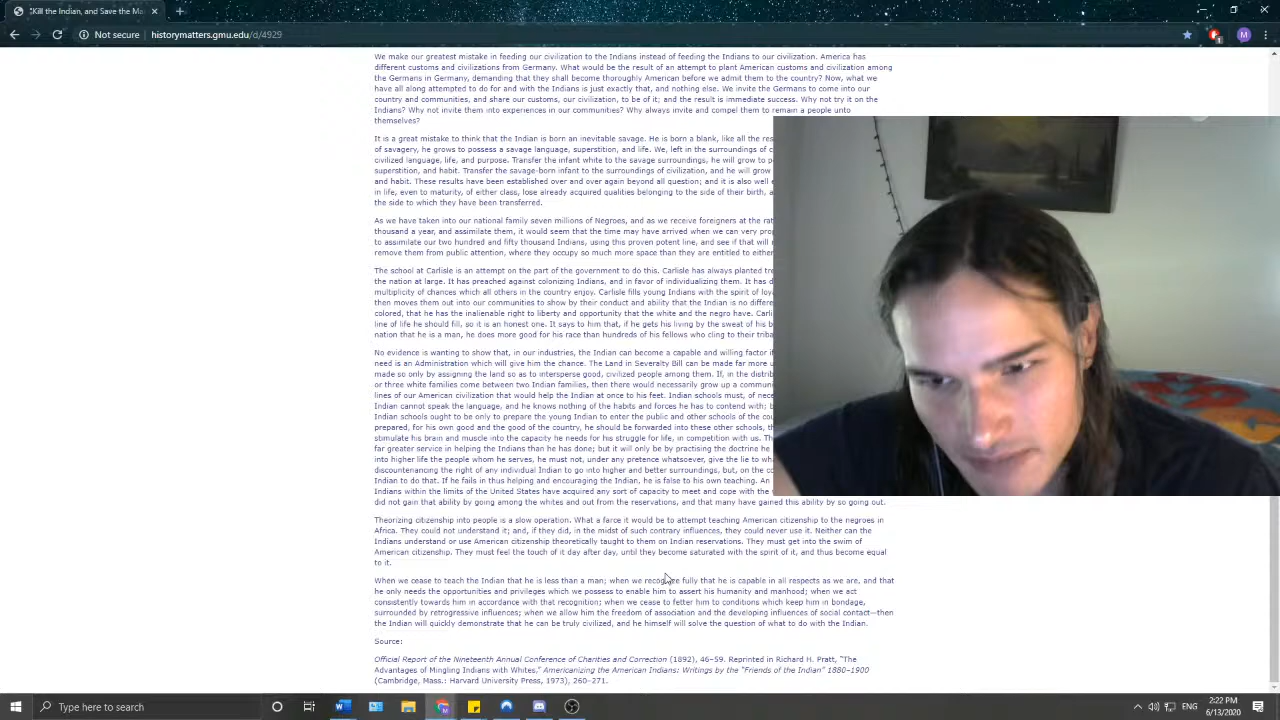 “Kill the Indian, and Save the Ma
Not secure
historymatters.gmu.edu/d/4929
M
We make our greatest mistake in feeding our civilization to the Indians instead of feeding the Indians to our civilization. America has
different customs and civilizations from Germany. What would be the result of an attempt to plant American customs and civilization among
the Germans in Germany, demanding that they shall become thoroughly American before we admit them to the country? Now, what we
have all along attempted to do for and with the Indians is just exactly that, and nothing else. We invite the Germans to come into our
country and communities, and share our customs, our civilization, to be of it; and the result is immediate success. Why not try it on the
Indians? Why not invite them into experiences in our communities? Why always invite and compel them to remain a people unto
themselves?
It is a great mistake to think that the Indian is born an inevitable savage. He is born a blank, like all the res
of savagery, he grows to possess a savage language, superstition, and life. We, left in the surroundings of c
civilized language, life, and purpose. Transfer the infant white to the savage surroundings, he will grow to p
superstition, and habit. Transfer the savage-born infant to the surroundings of civilization, and he will grow
and habit. These results have been established over and over again beyond all question; and it is also well e
in life, even to maturity, of either class, lose already acquired qualities belonging to the side of their birth, a
the side to which they have been transferred.
As we have taken into our national family seven millions of Negroes, and as we receive foreigners at the rat
thousand a year, and assimilate them, it would seem that the time may have arrived when we can very prop
to assimilate our two hundred and fifty thousand Indians, using this proven potent line, and see if that will r
remove them from public attention, where they occupy so much more space than they are entitled to either
The school at Carlisle is an attempt on the part of the government to do this. Carlisle has always planted tre
the nation at large. It has preached against colonizing Indians, and in favor of individualizing them. It has d
multiplicity of chances which all others in the country enjoy. Carlisle fills young Indians with the spirit of loya
then moves them out into our communities to show by their conduct and ability that the Indian is no differe
colored, that he has the inalienable right to liberty and opportunity that the white and the negro have. Carli
line of life he should fill, so it is an honest one. It says to him that, if he gets his living by the sweat of his b
nation that he is a man, he does more good for his race than hundreds of his fellows who cling to their triba
No evidence is wanting to show that, in our industries, the Indian can become a capable and willing factor if
need is an Administration which will give him the chance. The Land in Severalty Bill can be made far more u
made so only by assigning the land so as to intersperse good, civilized people among them. If, in the distrib
or three white families come between two Indian families, then there would necessarily grow up a communi
lines of our American civilization that would help the Indian at once to his feet. Indian schools must, of nece
Indian cannot speak the language, and he knows nothing of the habits and forces he has to contend with; b
Indian schools ought to be only to prepare the young Indian to enter the public and other schools of the cou
prepared, for his own good and the good of the country, he should be forwarded into these other schools, th
stimulate his brain and muscle into the capacity he needs for his struggle for life, in competition with us. Th
far greater service in helping the Indians than he has done; but it will only be by practising the doctrine he
into higher life the people whom he serves, he must not, under any pretence whatsoever, give the lie to wha
discountenancing the right of any individual Indian to go into higher and better surroundings, but, on the co
Indian to do that. If he fails in thus helping and encouraging the Indian, he is false to his own teaching. An
Indians within the limits of the United States have acquired any sort of capacity to meet and cope with the
did not gain that ability by going among the whites and out from the reservations, and that many have gained this ability by so going out.
Theorizing citizenship into people is a slow operation. What a farce it would be to attempt teaching American citizenship to the negroes in
Africa. They could not understand it; and, if they did, in the midst of such contrary influences, they could never use it. Neither can the
Indians understand or use American citizenship theoretically taught to them on Indian reservations. They must get into the swim of
American citizenship. They must feel the touch of it day after day, until they become saturated with the spirit of it, and thus become equal
to it.
When we cease to teach the Indian that he is less than a man; when we recognize fully that he is capable in all respects as we are, and that
he only needs the opportunities and privileges which we possess to enable him to assert his humanity and manhood; when we act
consistently towards him in accordance with that recognition; when we cease to fetter him to conditions which keep him in bondage,
surrounded by retrogressive influences; when we allow him the freedom of association and the developing influences of social contact—then
the Indian will quickly demonstrate that he can be truly civilized, and he himself will solve the question of what to do with the Indian.
Source:
Official Report of the Nineteenth Annual Conference of Charities and Correction (1892), 46–59. Reprinted in Richard H. Pratt, “The
Advantages of Mingling Indians with Whites,” Americanizing the American Indians: Writings by the “Friends of the Indian” 1880–1900
(Cambridge, Mass.: Harvard University Press, 1973), 260–271.
Type here to search
ENG
2:22 PM
6/13/2020